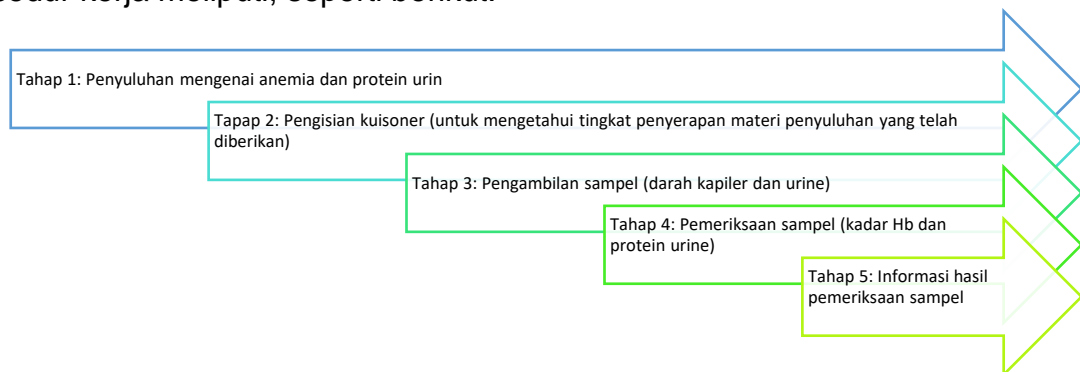 Tahap 1: Penyuluhan mengenai anemia dan protein urin
Tapap 2: Pengisian kuisoner (untuk mengetahui tingkat penyerapan materi penyuluhan yang telah
diberikan)
Tahap 3: Pengambilan sampel (darah kapiler dan urine)
Tahap 4: Pemeriksaan sampel (kadar Hb dan
protein urine)
Tahap 5: Informasi hasil
pemeriksaan sampel